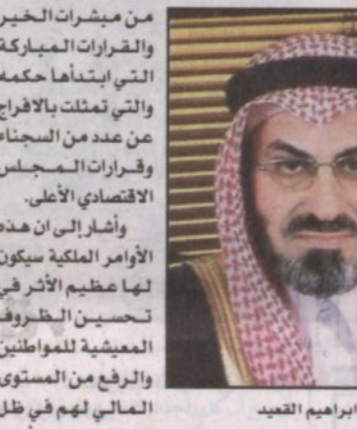 من مبشرات الخير
والقرارات المباركة
التي ابتدأها حكمه
والتي تمثلت بالافراج
عن عدد من السجناء
وقرارات المجلس
الاقتصادي الأعلى.
وأشار إلى ان هذه
الأوامر الملكية سيكون
لها عظيم الأثر في
تحسين الظروف
المعيشية للمواطنين
والرفع من المستوى
المالي لهم في ظل
ابراهيم القعيد